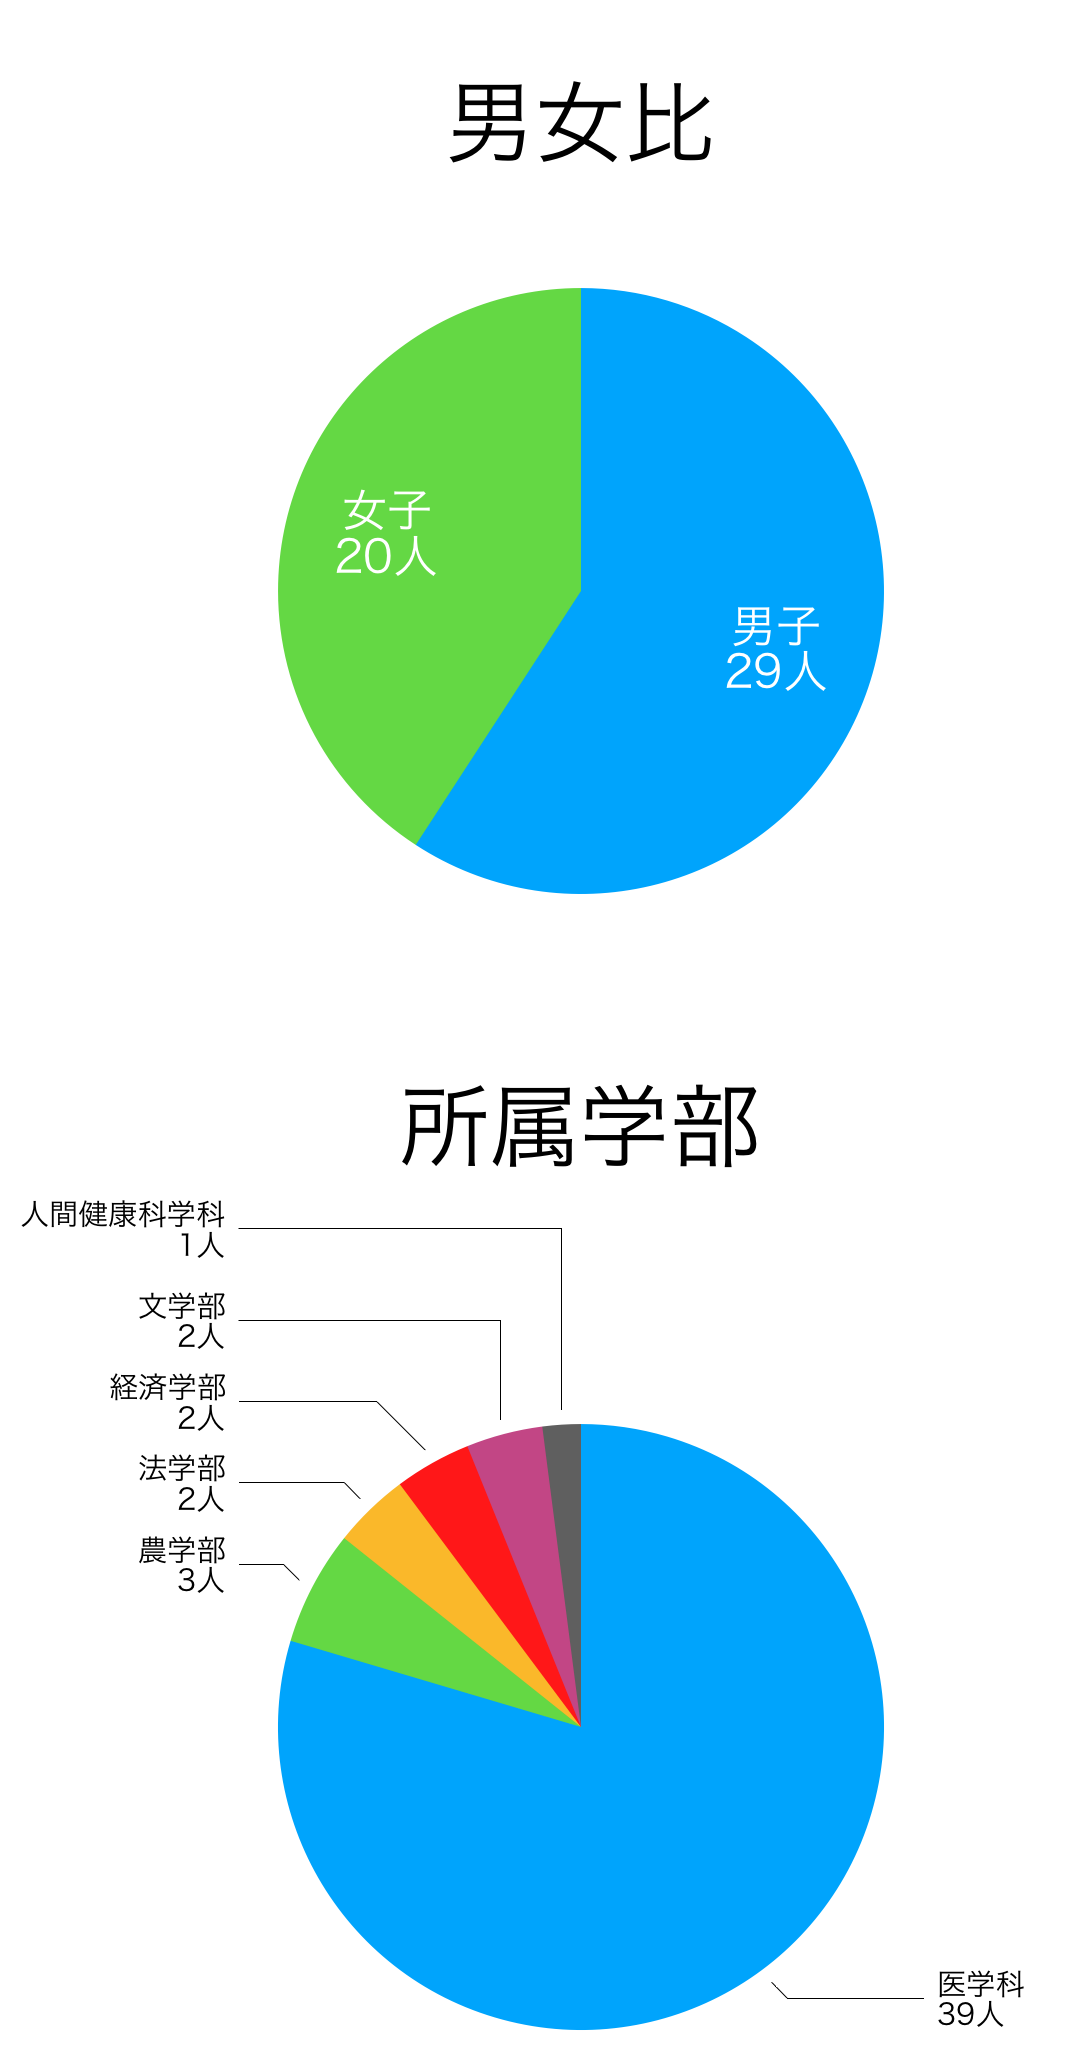 男女比
女子
20人
男子
29人
所属学部
人間健康科学科
1人
文学部
2人
経済学部
2人
法学部
2人
農学部
3人
医学科
39人